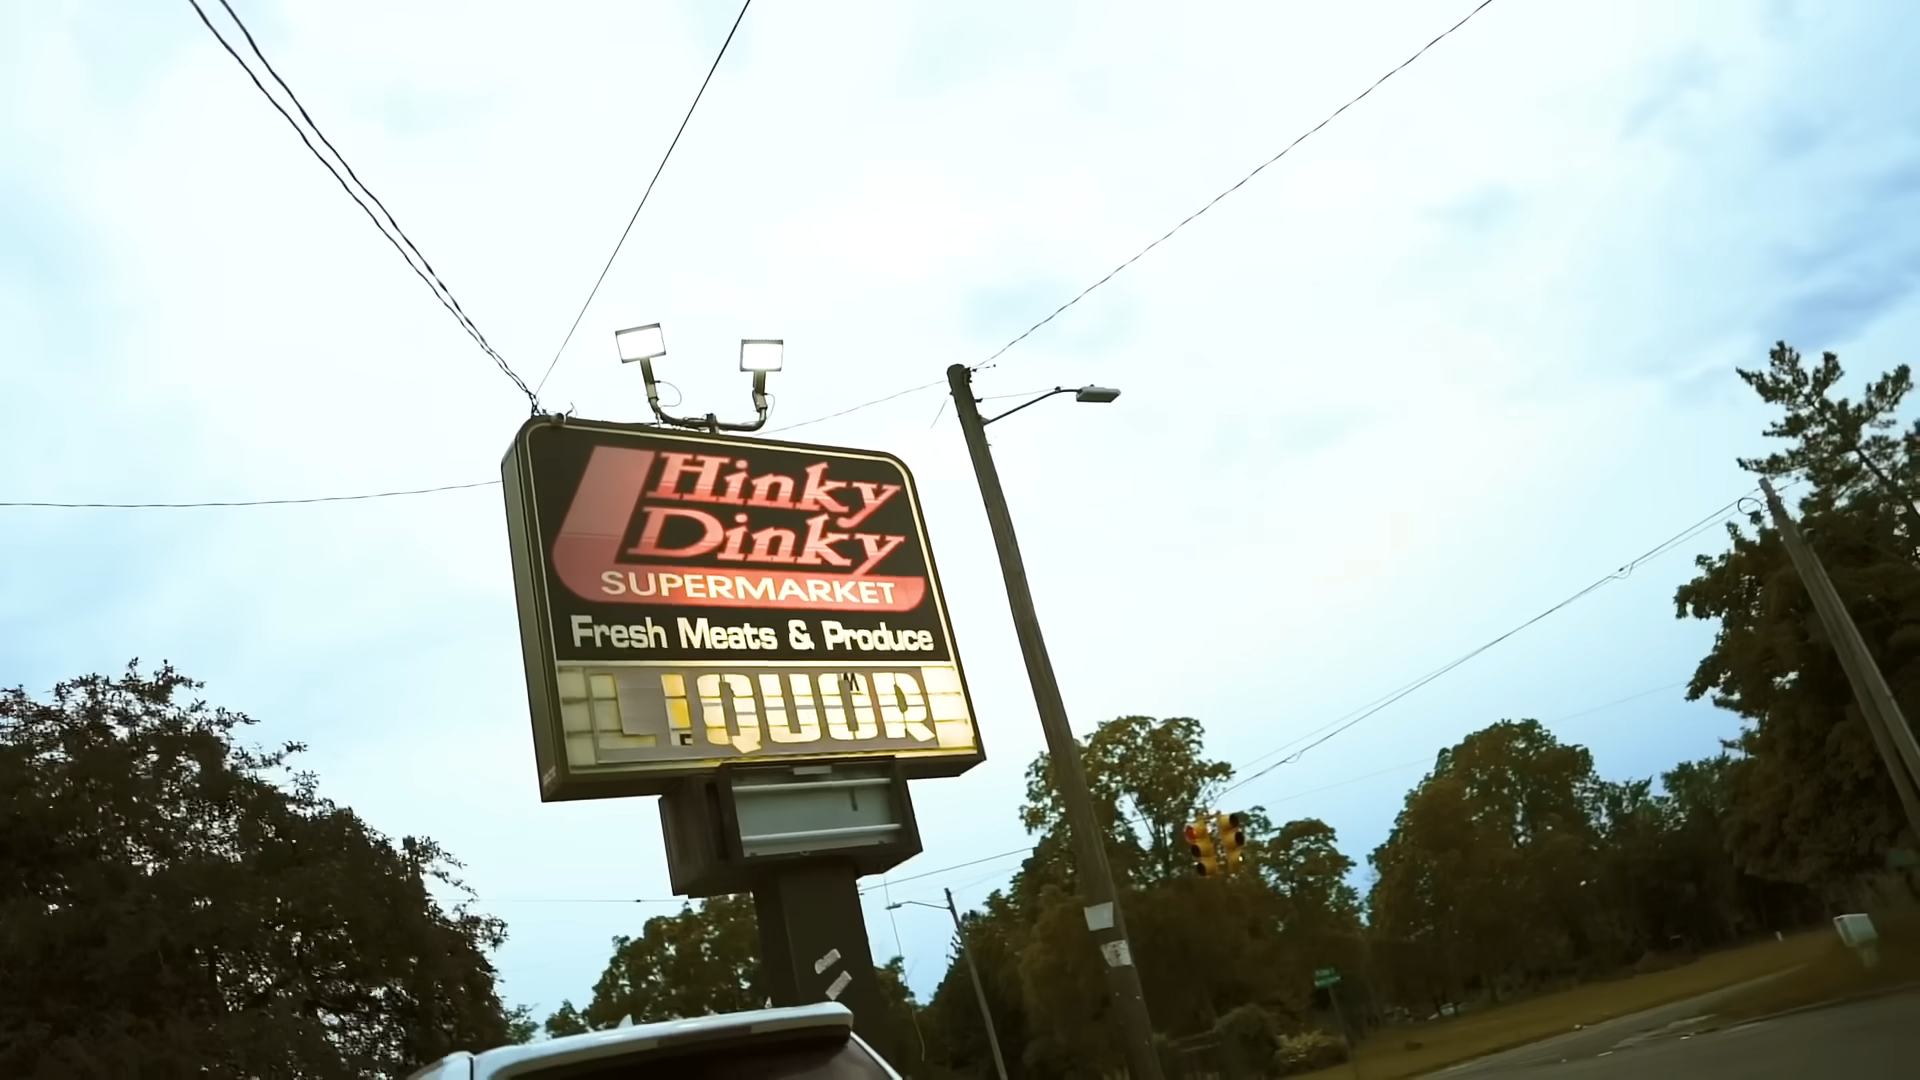 Hinky
Dinky
SUPERMARKET
Fresh Meats & Produce
LIQUOR